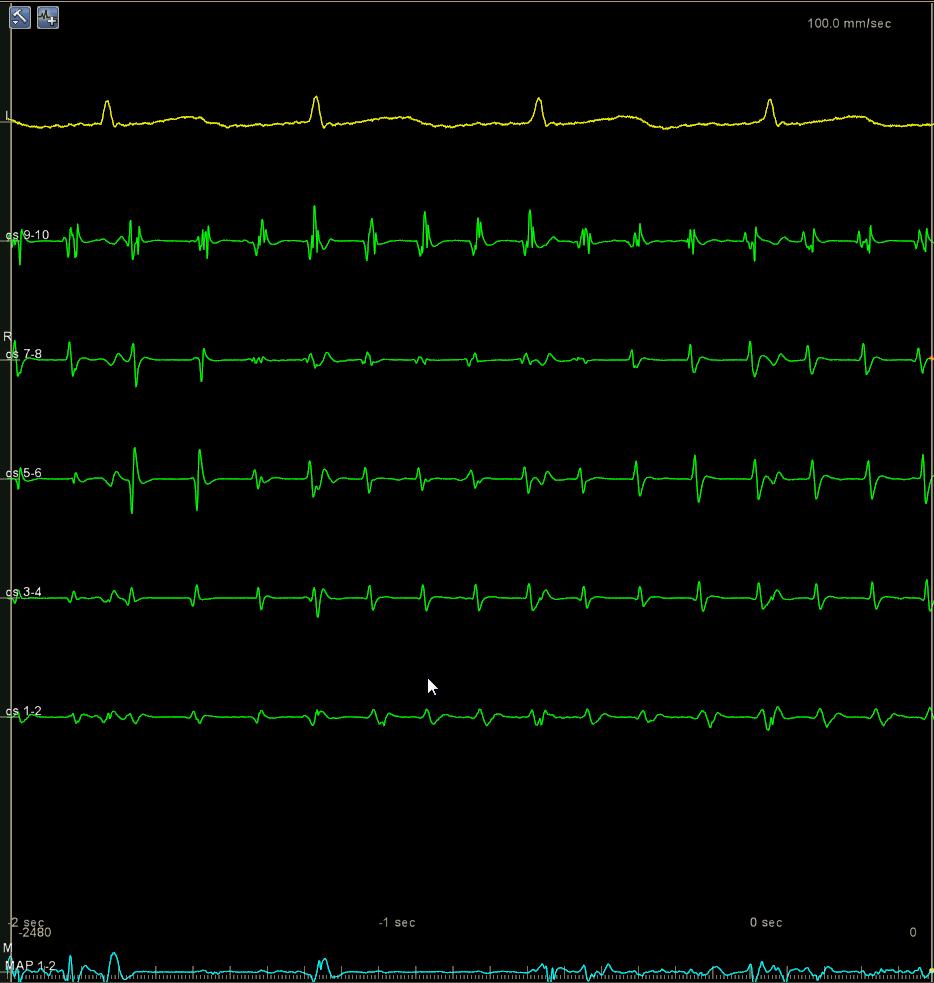 100.0 mm/sec
cs 9-10
R
cs 7-8
cs 5-6
cs 3-4
cs 1-2
-2 sec
-1 sec
0 sec
-2480
0
M
MAP 1-2